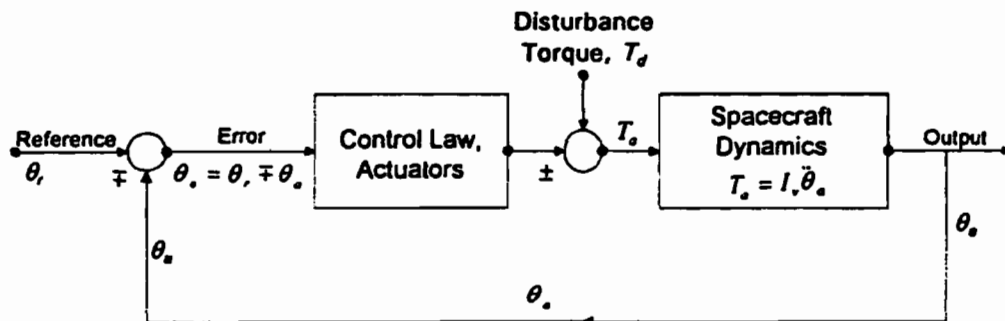 Disturbance
Torque, T_d
Reference
θ_r
∓
Error
θ_e = θ_r ∓ θ_a
Control Law,
Actuators
±
T_a
Spacecraft
Dynamics
T_a = I_v θ̈_a
Output
θ_a
θ_a
θ_a